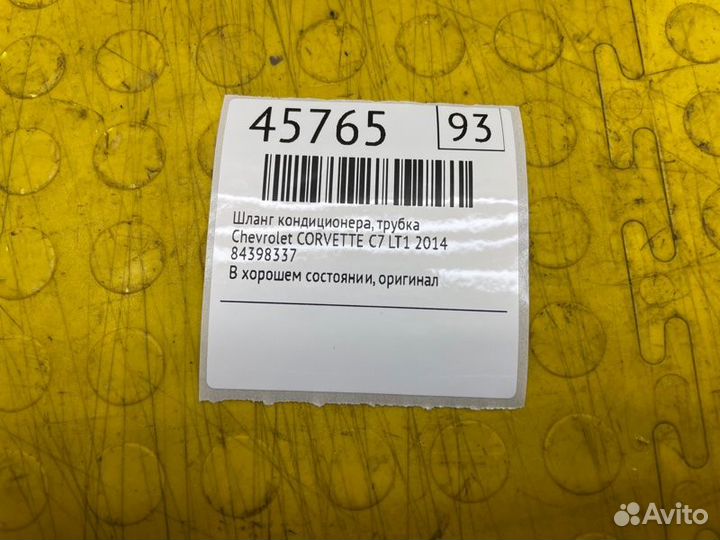 45765 93
Шланг кондиционера, трубка
Chevrolet CORVETTE C7 LT1 2014
84398337
В хорошем состоянии, оригинал
Avito